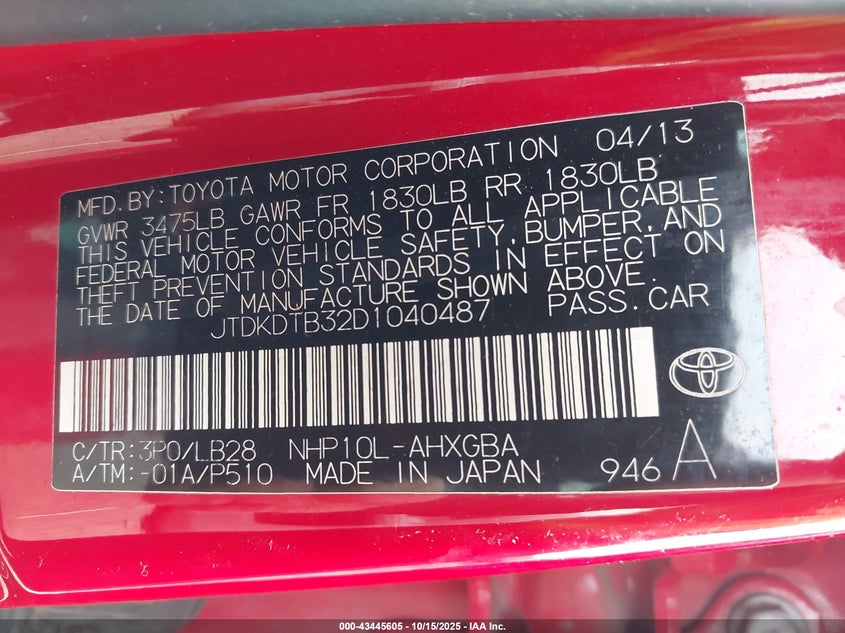 MFD.BY:TOYOTA MOTOR CORPORATION 04/13
GVWR 3475LB GAWR FR 1830LB RR 1830LB
THIS VEHICLE CONFORMS TO ALL APPLICABLE
FEDERAL MOTOR VEHICLE SAFETY,BUMPER,AND
THEFT PREVENTION STANDARDS IN EFFECT ON
THE DATE OF MANUFACTURE SHOWN ABOVE.
JTDKDTB32D1040487 PASS.CAR
C/TR:3P0/LB28 NHP10L-AHXGBA
A/TM:-01A/P510 MADE IN JAPAN 946 A
000-43445605 - 10/15/2025 - IAA Inc.